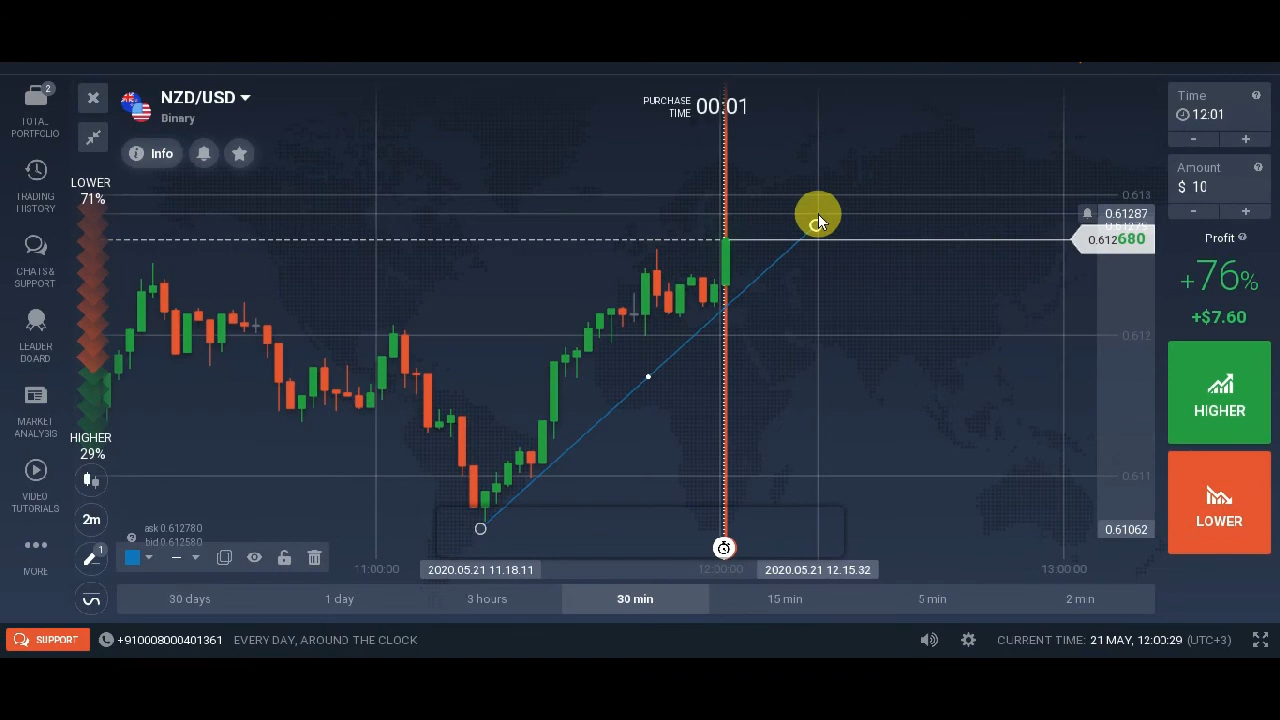 NZD/USD
Binary
Info
2
TOTAL
PORTFOLIO
TRADING
HISTORY
CHATS &
SUPPORT
LEADER
BOARD
MARKET
ANALYSIS
VIDEO
TUTORIALS
MORE
LOWER
71%
HIGHER
29%
2m
1
PURCHASE
TIME
00:01
0.613
0.61287
0.612680
0.612
0.611
0.61062
ask 0.612780
bid 0.612580
11:00:00
2020.05.21 11.18.11
12:00:00
2020.05.21 12.15.32
13:00:00
30 days
1 day
3 hours
30 min
15 min
5 min
2 min
Time
12:01
- +
Amount
$ 10
- +
Profit
+76%
+$7.60
HIGHER
LOWER
SUPPORT
+910008000401361
EVERY DAY, AROUND THE CLOCK
CURRENT TIME: 21 MAY, 12:00:29 (UTC+3)